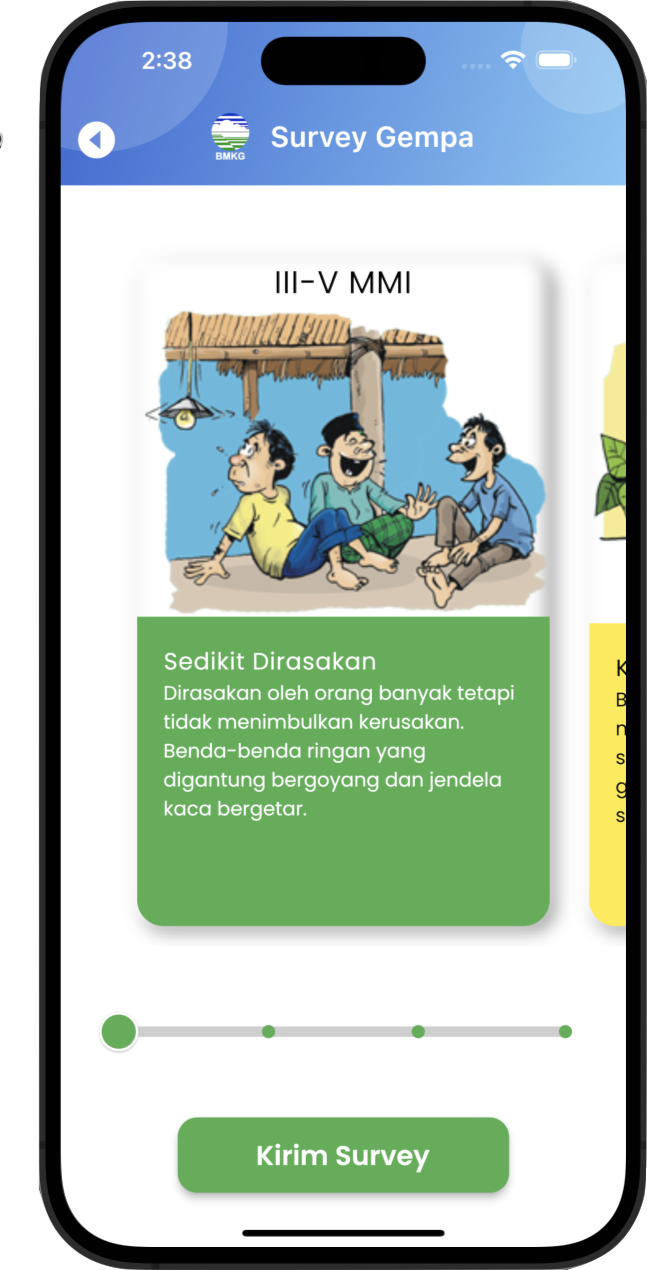 2:38
BMKG
Survey Gempa
III-V MMI
Sedikit Dirasakan
Dirasakan oleh orang banyak tetapi
tidak menimbulkan kerusakan.
Benda-benda ringan yang
digantung bergoyang dan jendela
kaca bergetar.
Kirim Survey